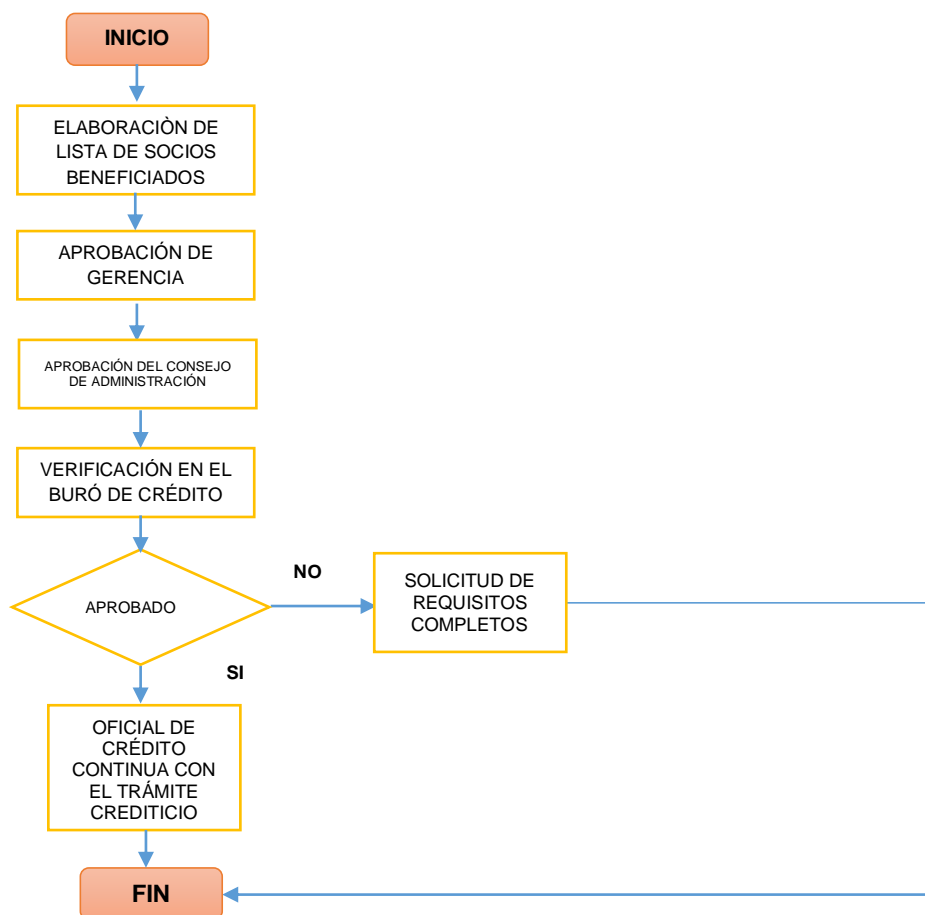 INICIO
ELABORACIÒN DE
LISTA DE SOCIOS
BENEFICIADOS
APROBACIÓN DE
GERENCIA
APROBACIÓN DEL CONSEJO
DE ADMINISTRACIÓN
VERIFICACIÓN EN EL
BURÓ DE CRÉDITO
APROBADO
NO
SOLICITUD DE
REQUISITOS
COMPLETOS
SI
OFICIAL DE
CRÉDITO
CONTINUA CON
EL TRÁMITE
CREDITICIO
FIN